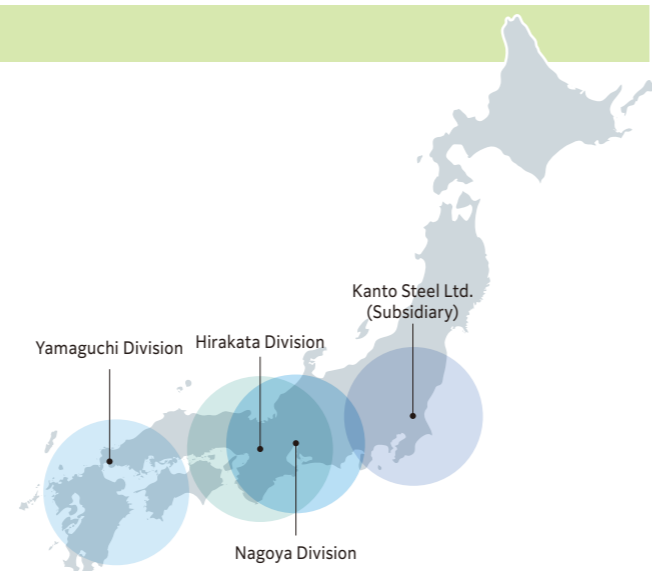 Kanto Steel Ltd.
(Subsidiary)
Yamaguchi Division
Hirakata Division
Nagoya Division